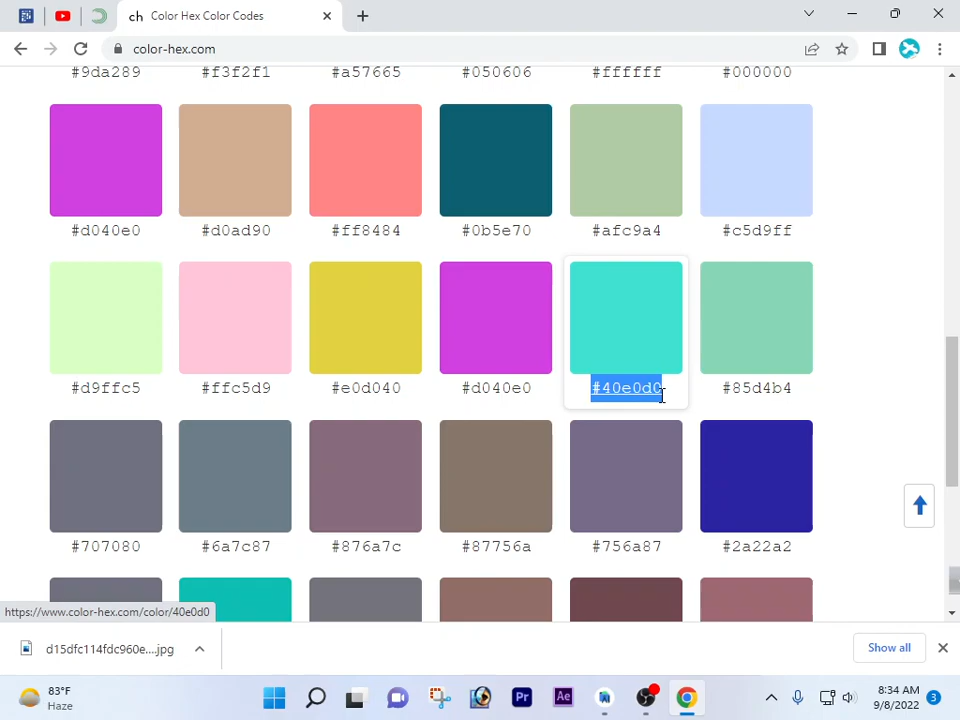 ch Color Hex Color Codes
color-hex.com
#9da289 #f3f2f1 #a57665 #050606 #ffffff #000000
#d040e0 #d0ad90 #ff8484 #0b5e70 #afc9a4 #c5d9ff
#d9ffc5 #ffc5d9 #e0d040 #d040e0 #40e0d0 #85d4b4
#707080 #6a7c87 #876a7c #87756a #756a87 #2a22a2
https://www.color-hex.com/color/40e0d0
d15dfc114fdc960e....jpg
Show all
83°F
Haze
Pr
Ae
8:34 AM
9/8/2022
3